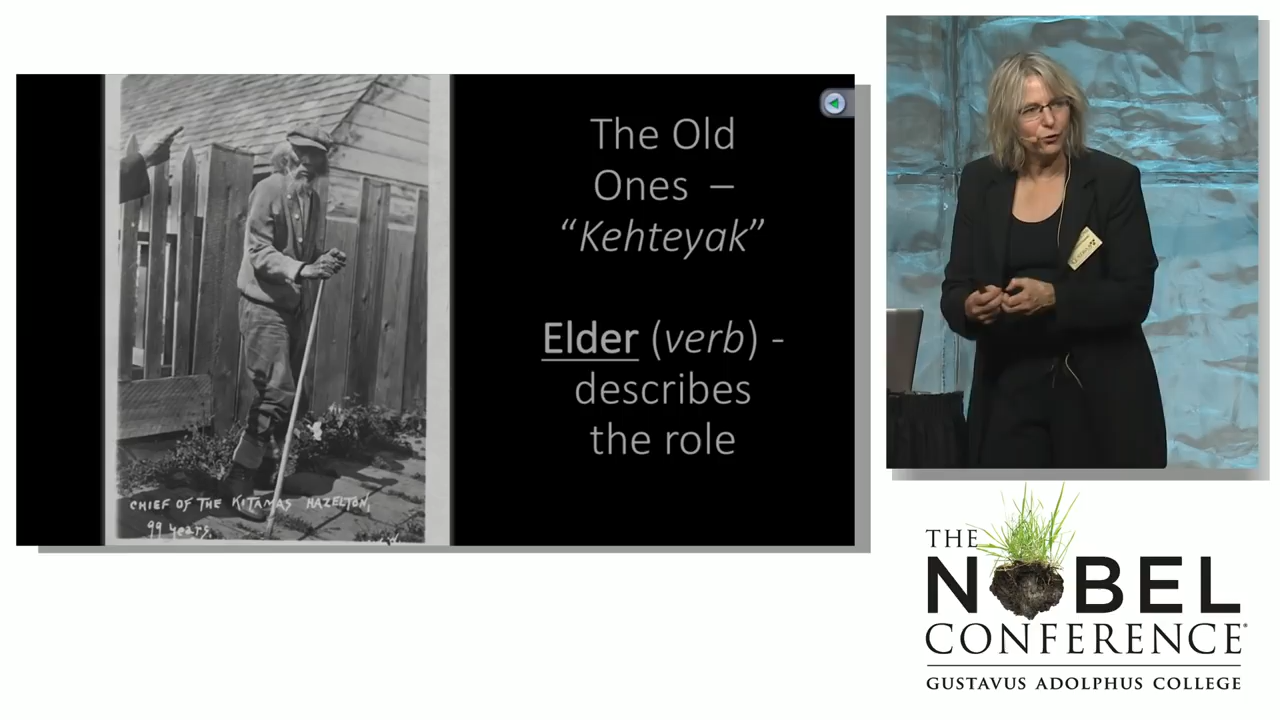 The Old
Ones –
“Kehteyak”
Elder (verb) -
describes
the role
CHIEF OF THE KITAMAS HAZELTON,
99 years.
THE
NOBEL
CONFERENCE
GUSTAVUS ADOLPHUS COLLEGE